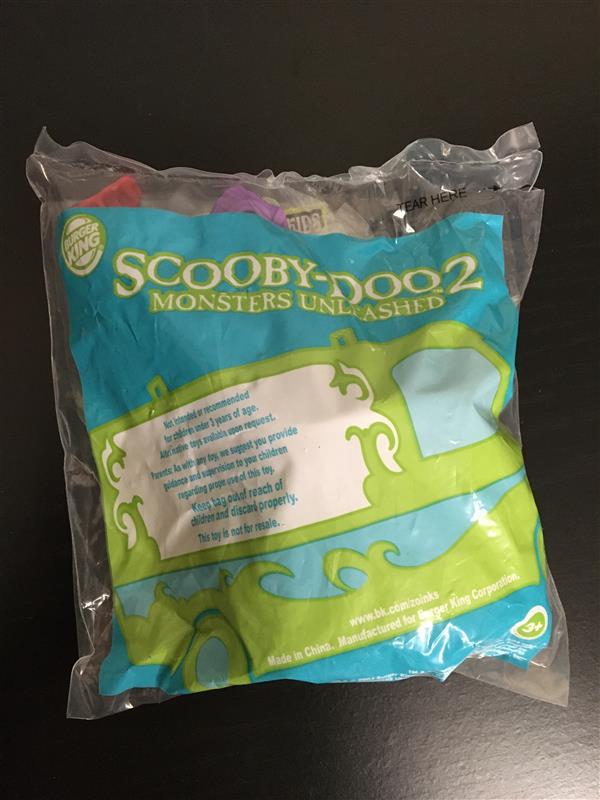 TEAR HERE
KIDS
BURGER
KING
SCOOBY-DOO 2
MONSTERS UNLEASHED
Not intended or recommended
for children under 3 years of age.
Alternative toys available upon request.
Parents: As with any toy, we suggest you provide
guidance and supervision to your children
regarding proper use of this toy.
Keep bag out of reach of
children and discard properly.
This toy is not for resale.
www.bk.com/zoinks
Made in China. Manufactured for Burger King Corporation.
3+